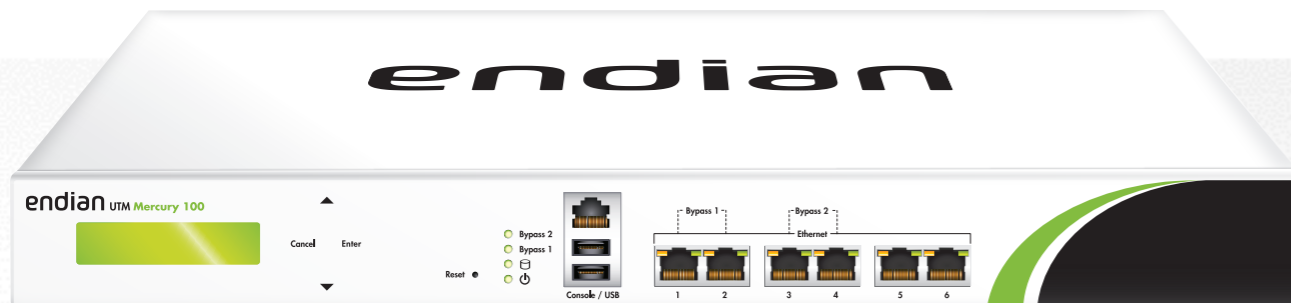 endian
endian UTM Mercury 100
Cancel Enter
Reset
Bypass 2
Bypass 1
Console / USB
Bypass 1 Bypass 2
Ethernet
1 2 3 4 5 6